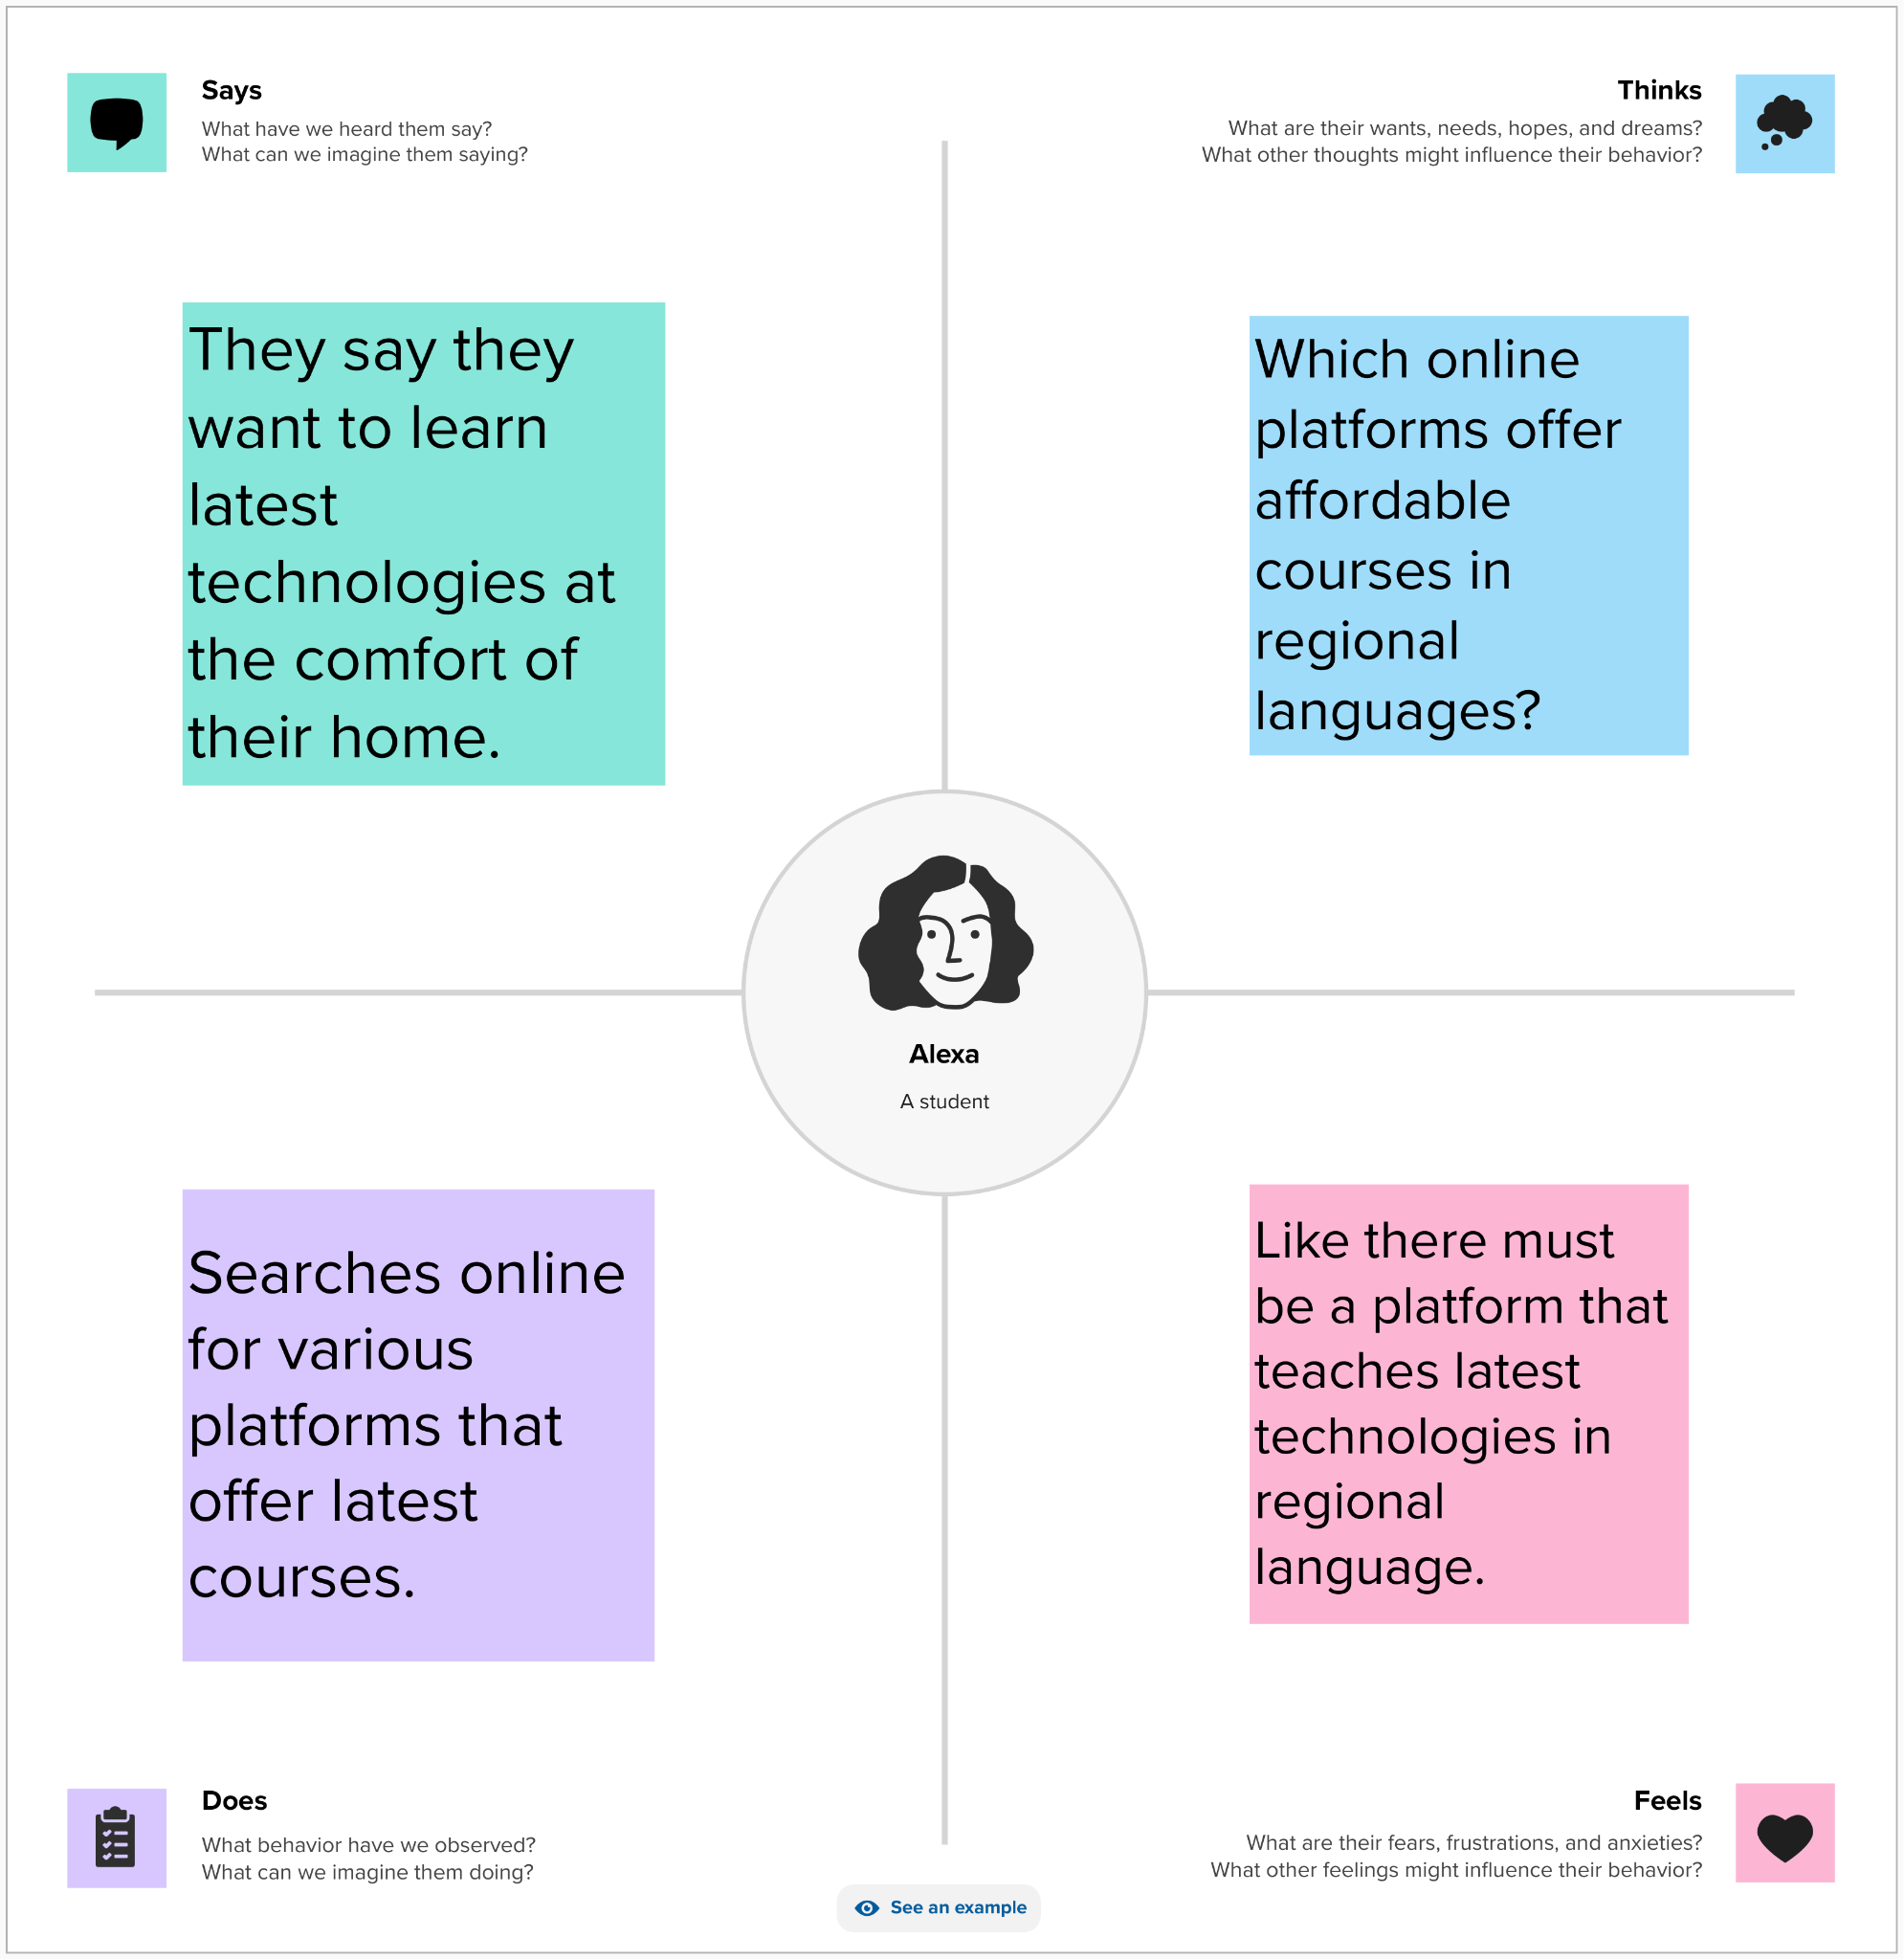 Says
What have we heard them say?
What can we imagine them saying?
Thinks
What are their wants, needs, hopes, and dreams?
What other thoughts might influence their behavior?
They say they
want to learn
latest
technologies at
the comfort of
their home.
Which online
platforms offer
affordable
courses in
regional
languages?
Alexa
A student
Searches online
for various
platforms that
offer latest
courses.
Like there must
be a platform that
teaches latest
technologies in
regional
language.
Does
What behavior have we observed?
What can we imagine them doing?
Feels
What are their fears, frustrations, and anxieties?
What other feelings might influence their behavior?
See an example